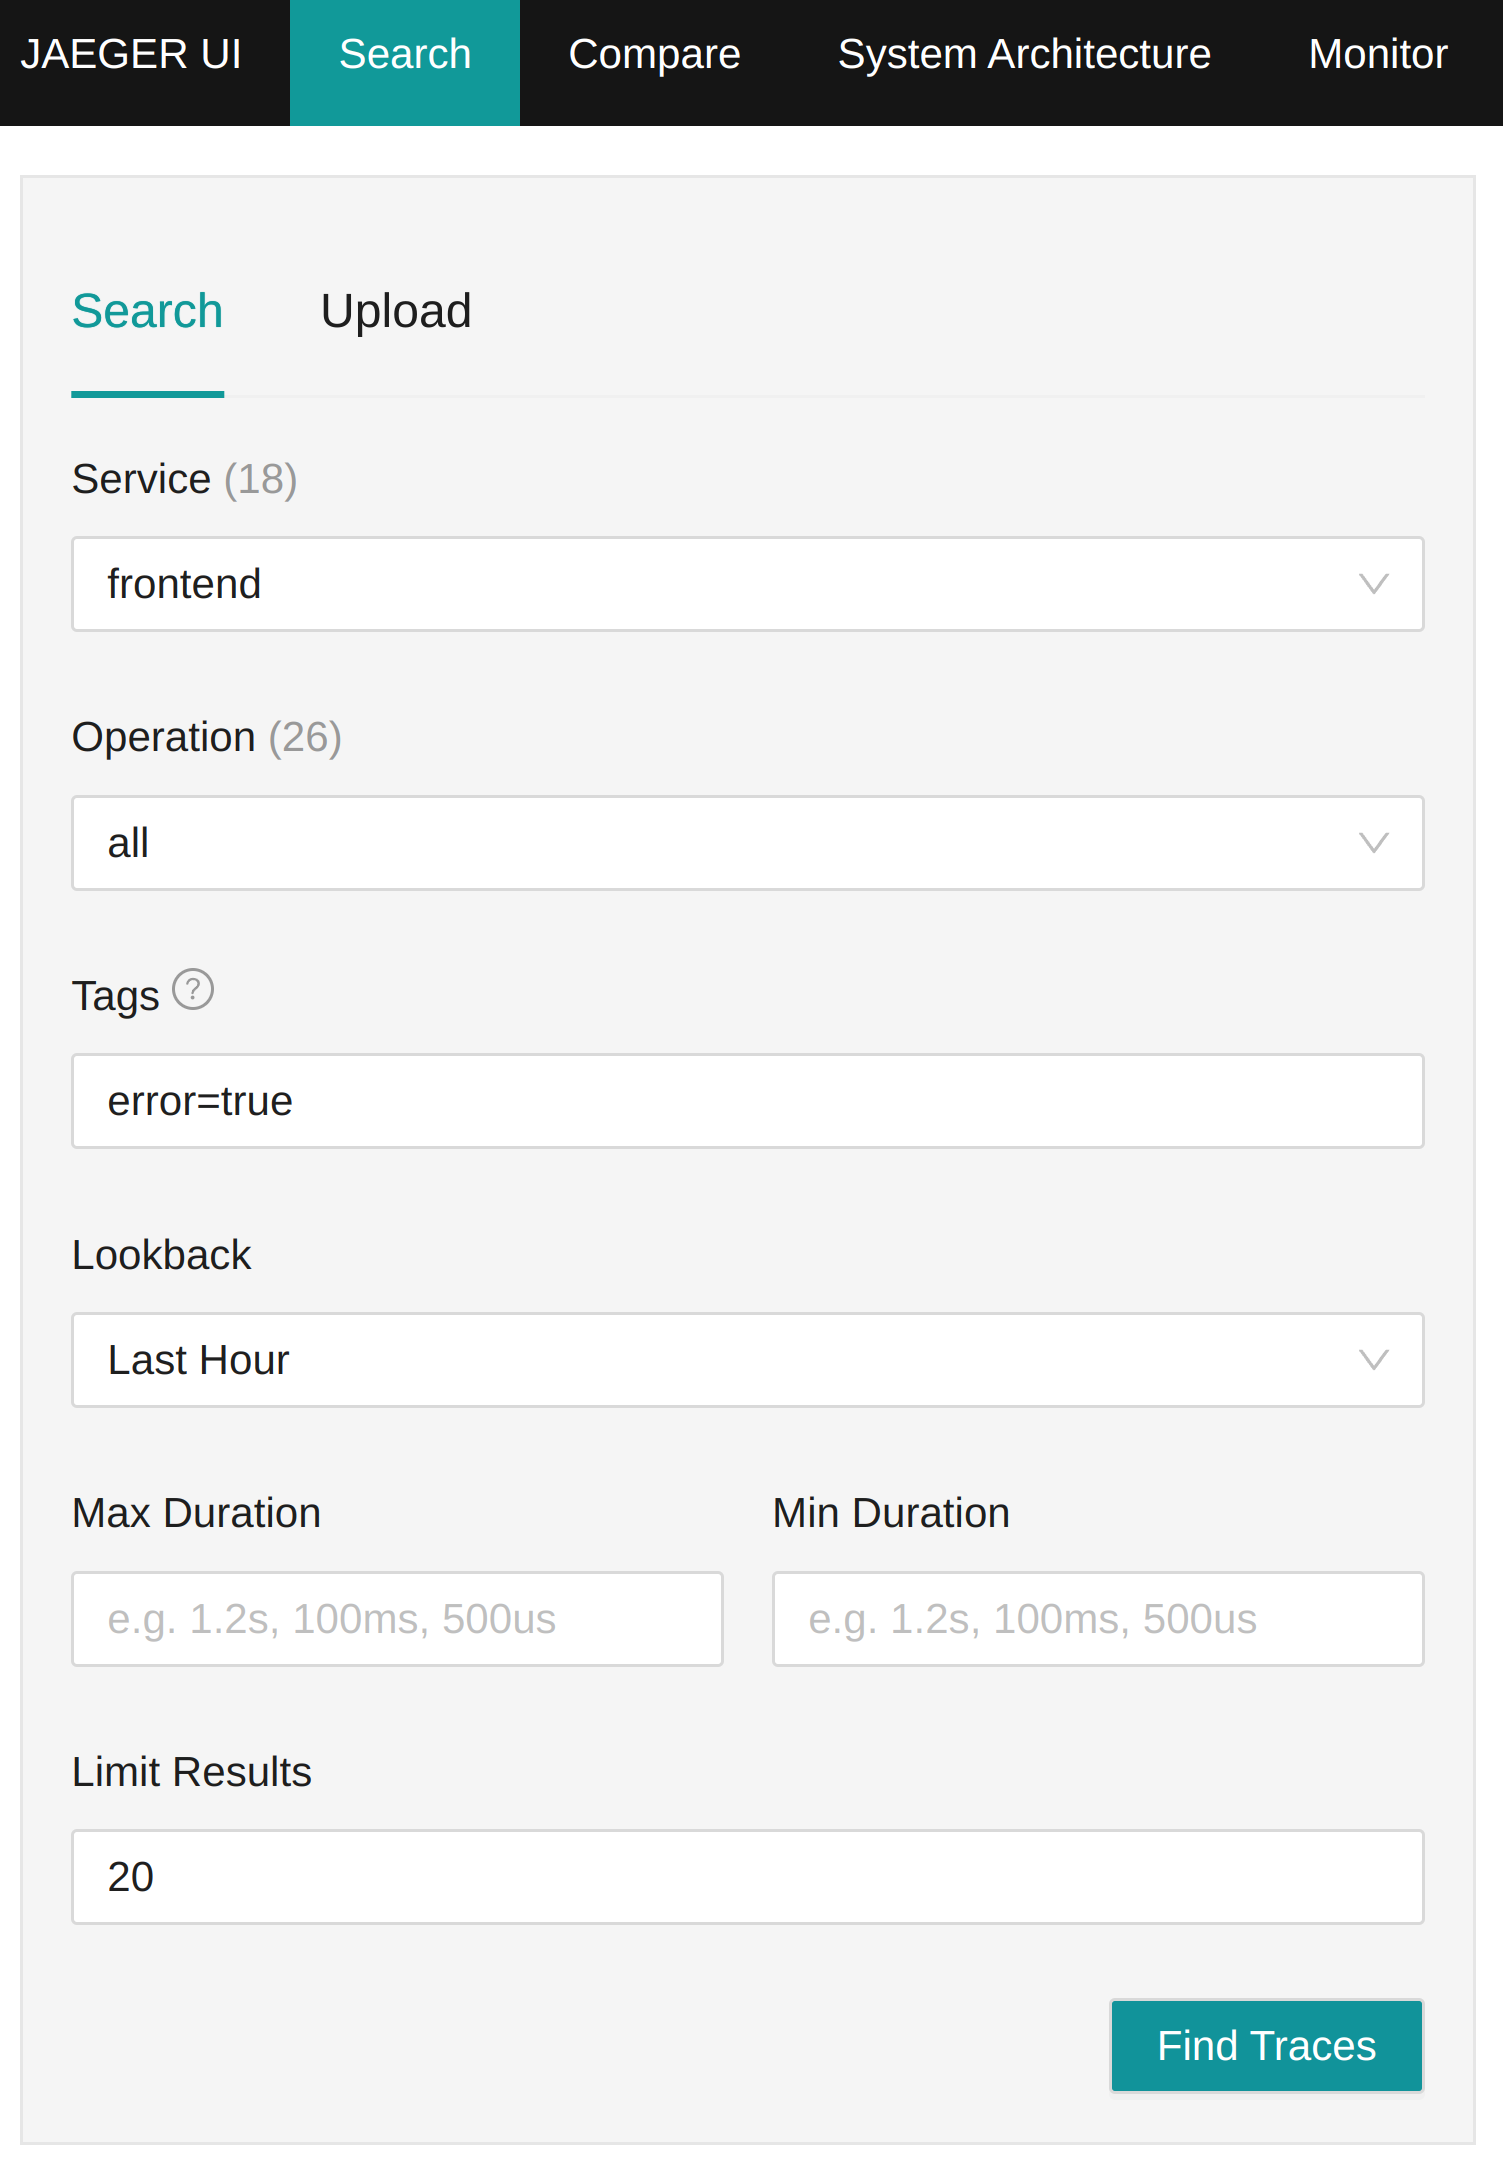 JAEGER UI Search Compare System Architecture Monitor
Search Upload
Service (18)
frontend
Operation (26)
all
Tags ?
error=true
Lookback
Last Hour
Max Duration Min Duration
e.g. 1.2s, 100ms, 500us e.g. 1.2s, 100ms, 500us
Limit Results
20
Find Traces